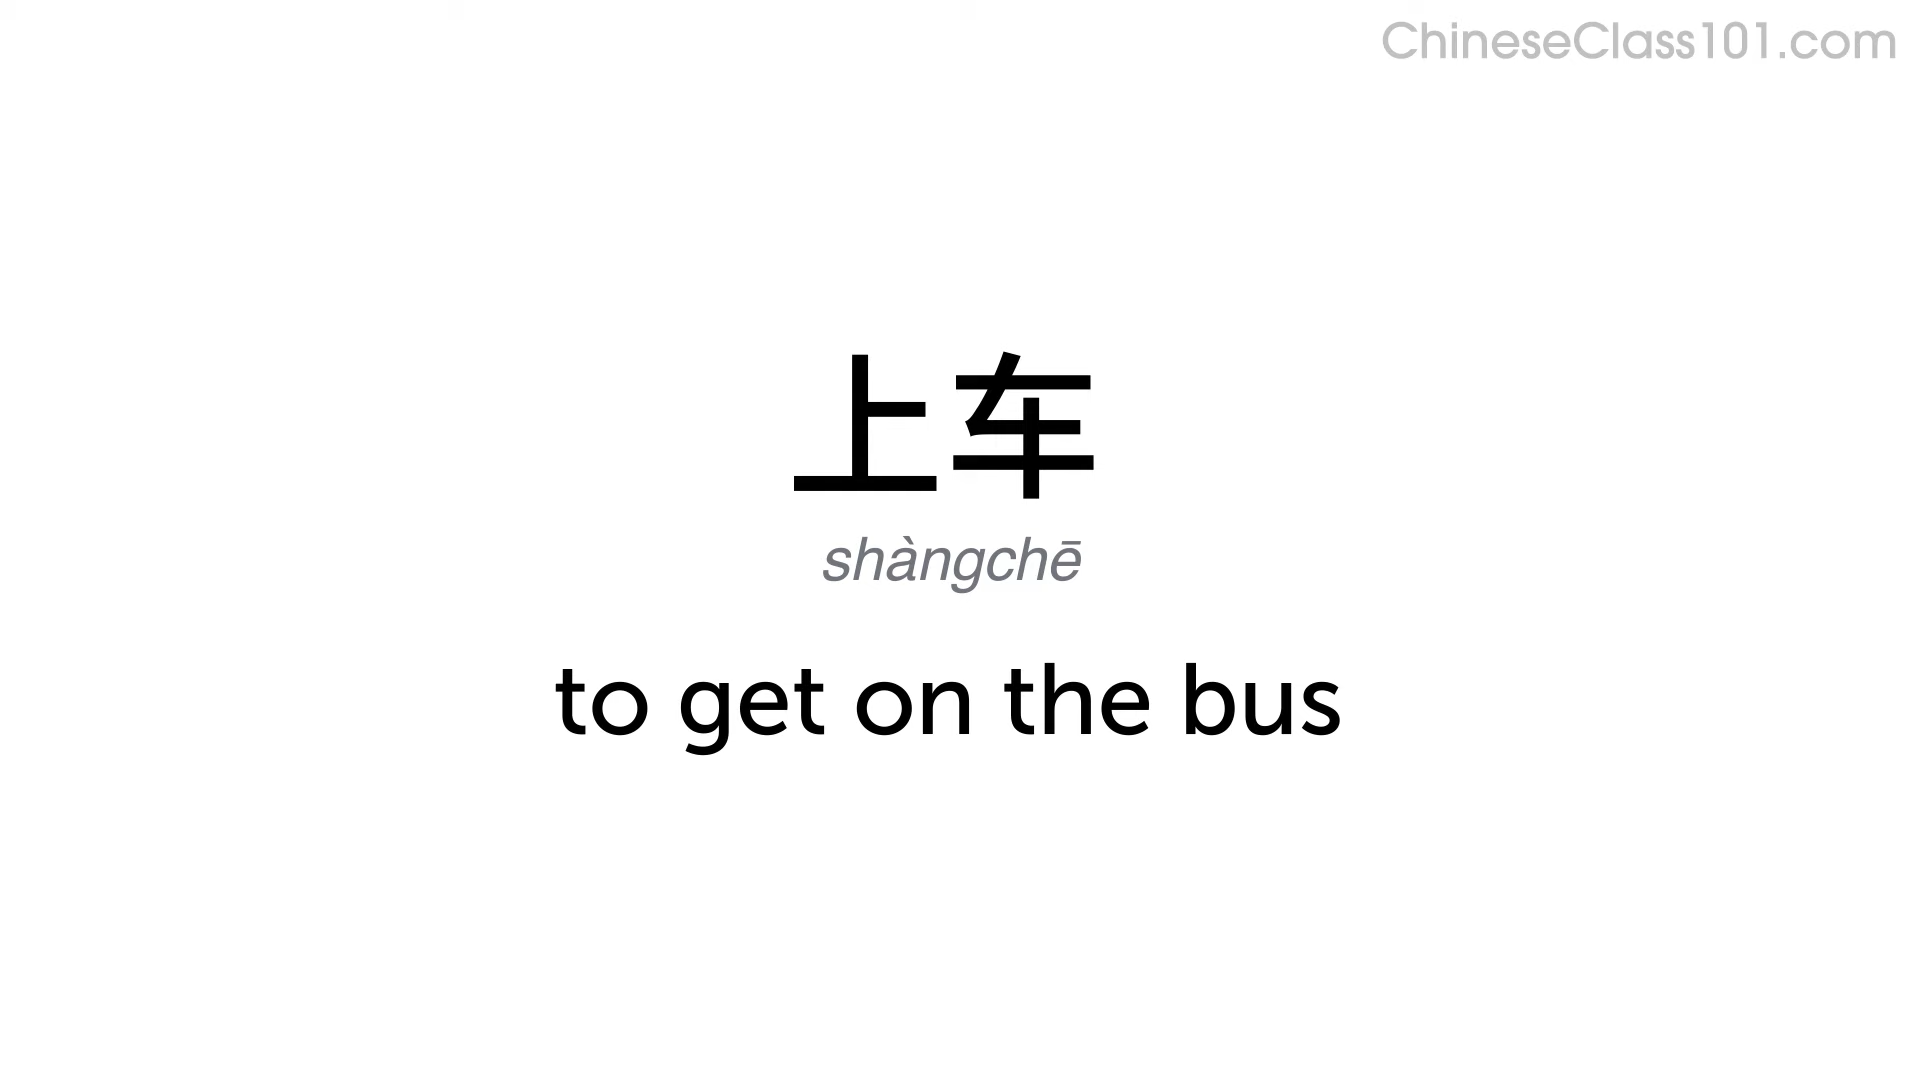 ChineseClass101.com
上车
shàngchē
to get on the bus